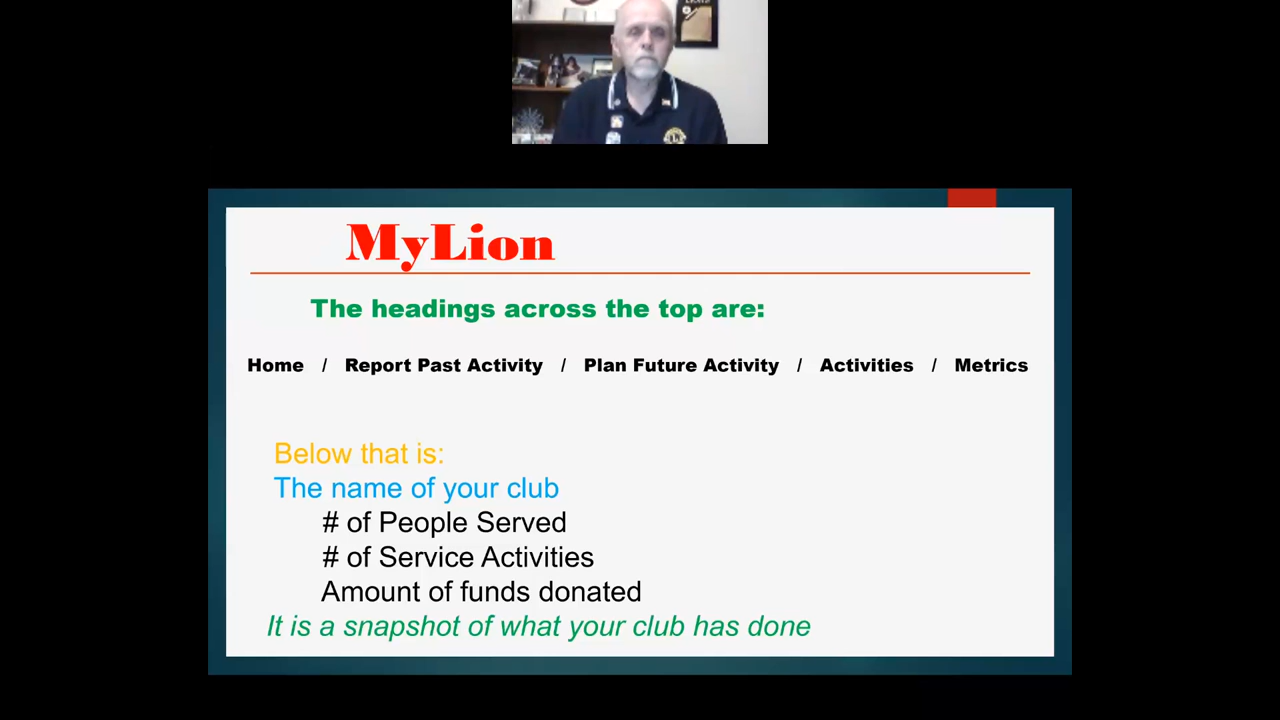 MyLion
The headings across the top are:
Home / Report Past Activity / Plan Future Activity / Activities / Metrics
Below that is:
The name of your club
# of People Served
# of Service Activities
Amount of funds donated
It is a snapshot of what your club has done